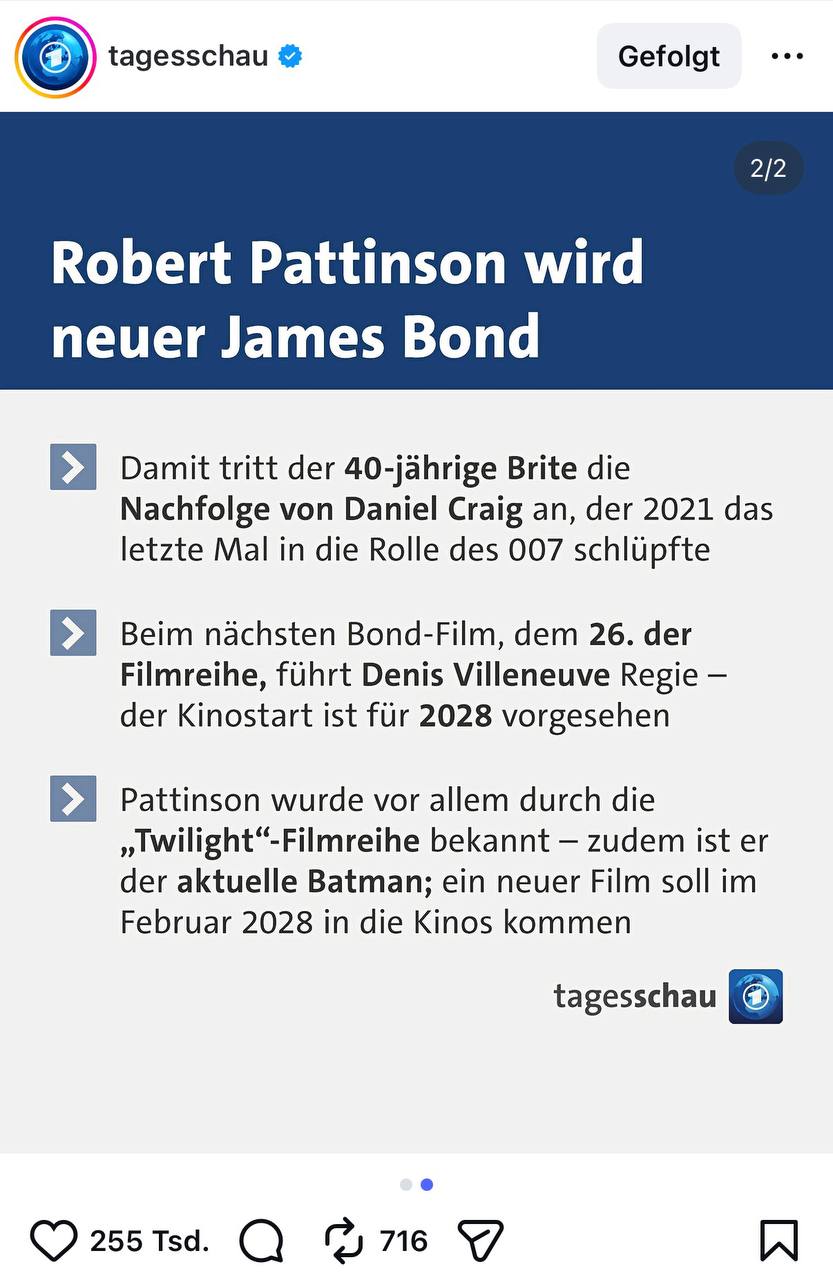 tagesschau
Gefolgt
2/2
Robert Pattinson wird
neuer James Bond
Damit tritt der 40-jährige Brite die
Nachfolge von Daniel Craig an, der 2021 das
letzte Mal in die Rolle des 007 schlüpfte
Beim nächsten Bond-Film, dem 26. der
Filmreihe, führt Denis Villeneuve Regie –
der Kinostart ist für 2028 vorgesehen
Pattinson wurde vor allem durch die
„Twilight“-Filmreihe bekannt – zudem ist er
der aktuelle Batman; ein neuer Film soll im
Februar 2028 in die Kinos kommen
tagesschau
255 Tsd.
716